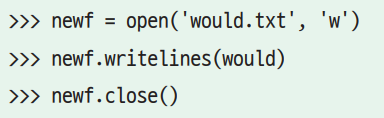 >>> newf = open('would.txt', 'w')
>>> newf.writelines(would)
>>> newf.close()